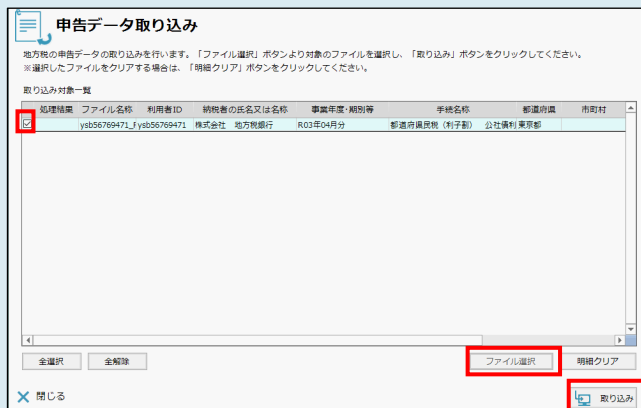 申告データ取り込み
地方税の申告データの取り込みを行います。「ファイル選択」ボタンより対象のファイルを選択し、「取り込み」ボタンをクリックしてください。
※選択したファイルをクリアする場合は、「明細クリア」ボタンをクリックしてください。
取り込み対象一覧
処理結果 ファイル名称 利用者ID 納税者の氏名又は名称 事業年度・期別等 手続名称 都道府県 市町村
ysb56769471_F ysb56769471 株式会社 地方税銀行 R03年04月分 都道府県民税（利子割） 公社債利 東京都
全選択 全解除 ファイル選択 明細クリア
閉じる 取り込み